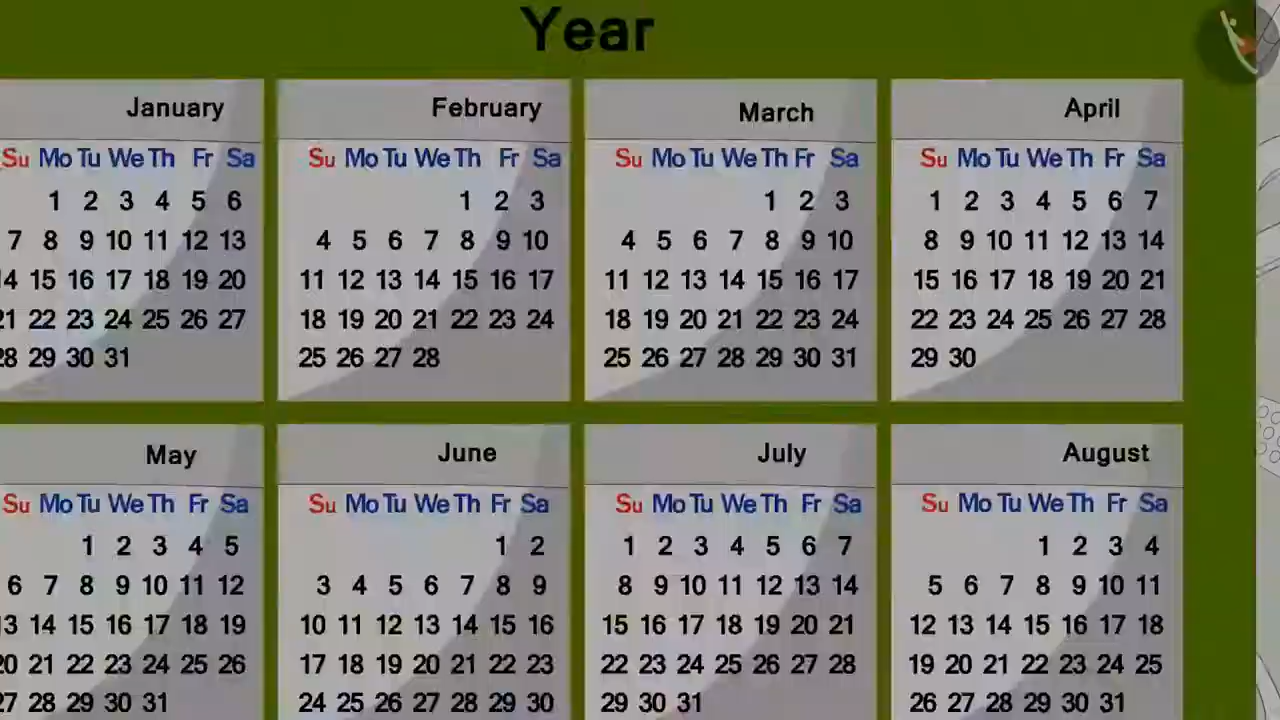 Year
January February March April
Su Mo Tu We Th Fr Sa Su Mo Tu We Th Fr Sa Su Mo Tu We Th Fr Sa Su Mo Tu We Th Fr Sa
1 2 3 4 5 6 1 2 3 1 2 3 1 2 3 4 5 6 7
7 8 9 10 11 12 13 4 5 6 7 8 9 10 4 5 6 7 8 9 10 8 9 10 11 12 13 14
14 15 16 17 18 19 20 11 12 13 14 15 16 17 11 12 13 14 15 16 17 15 16 17 18 19 20 21
21 22 23 24 25 26 27 18 19 20 21 22 23 24 18 19 20 21 22 23 24 22 23 24 25 26 27 28
28 29 30 31 25 26 27 28 25 26 27 28 29 30 31 29 30
May June July August
Su Mo Tu We Th Fr Sa Su Mo Tu We Th Fr Sa Su Mo Tu We Th Fr Sa Su Mo Tu We Th Fr Sa
1 2 3 4 5 1 2 1 2 3 4 5 6 7 1 2 3 4
6 7 8 9 10 11 12 3 4 5 6 7 8 9 8 9 10 11 12 13 14 5 6 7 8 9 10 11
13 14 15 16 17 18 19 10 11 12 13 14 15 16 15 16 17 18 19 20 21 12 13 14 15 16 17 18
20 21 22 23 24 25 26 17 18 19 20 21 22 23 22 23 24 25 26 27 28 19 20 21 22 23 24 25
27 28 29 30 31 24 25 26 27 28 29 30 29 30 31 26 27 28 29 30 31